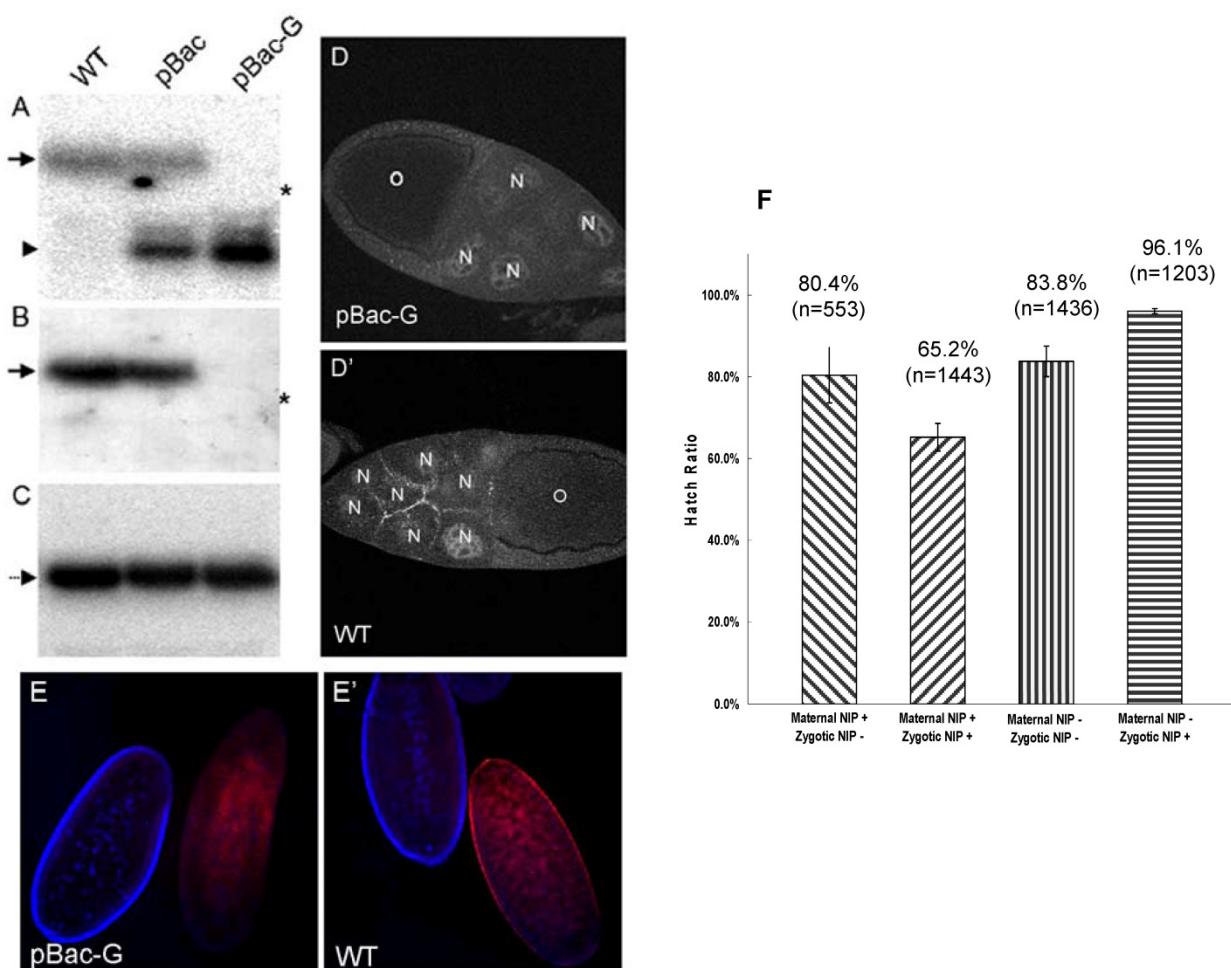 WT
pBac
pBac-G
A
*
B
*
C
D
O
N
N
N
N
pBac-G
D'
N
N
N
N
N
N
N
O
WT
E
pBac-G
E'
WT
F
80.4%
(n=553)
65.2%
(n=1443)
83.8%
(n=1436)
96.1%
(n=1203)
Hatch Ratio
100.0%
80.0%
60.0%
40.0%
20.0%
0.0%
Maternal NIP +
Zygotic NIP -
Maternal NIP +
Zygotic NIP +
Maternal NIP -
Zygotic NIP -
Maternal NIP -
Zygotic NIP +